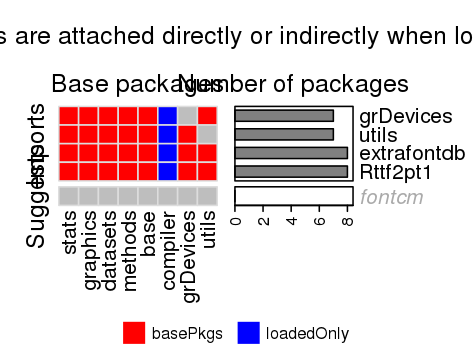 s are attached directly or indirectly when lo
Base packages
Number of packages
Imports
Suggests
grDevices
utils
extrafontdb
Rttf2pt1
fontcm
stats
graphics
datasets
methods
base
compiler
grDevices
utils
0
2
4
6
8
basePkgs
loadedOnly